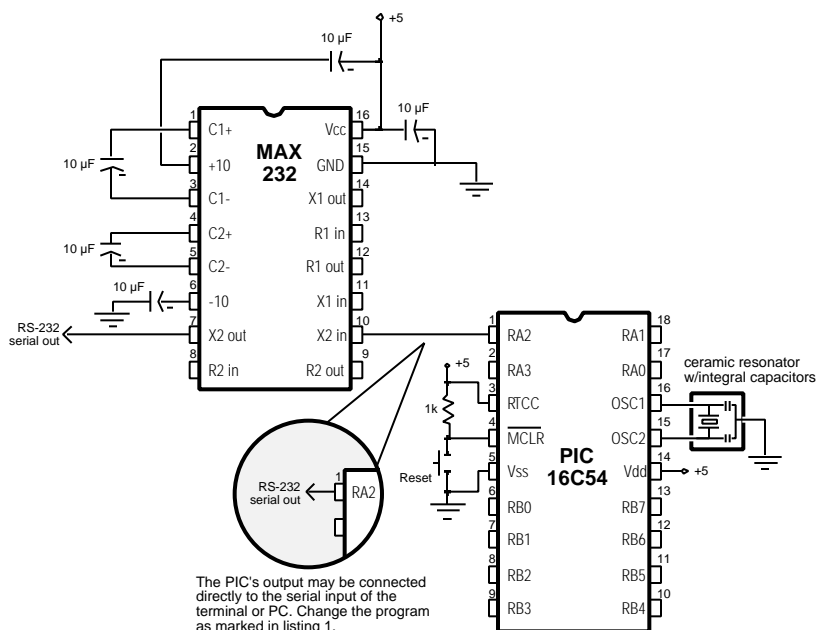 +5
10 µF
10 µF
1
C1+
Vcc
16
MAX
232
2
+10
GND
15
10 µF
3
C1-
X1 out
14
4
C2+
R1 in
13
10 µF
5
C2-
R1 out
12
10 µF
6
-10
X1 in
11
RS-232
serial out
7
X2 out
X2 in
10
8
R2 in
R2 out
9
1
RA2
RA1
18
2
RA3
RA0
17
ceramic resonator
w/integral capacitors
+5
3
RTCC
OSC1
16
1k
4
MCLR
OSC2
15
PIC
16C54
Reset
5
Vss
Vdd
14
+5
6
RB0
RB7
13
7
RB1
RB6
12
8
RB2
RB5
11
9
RB3
RB4
10
RS-232
serial out
1
RA2
The PIC's output may be connected
directly to the serial input of the
terminal or PC. Change the program
as marked in listing 1.